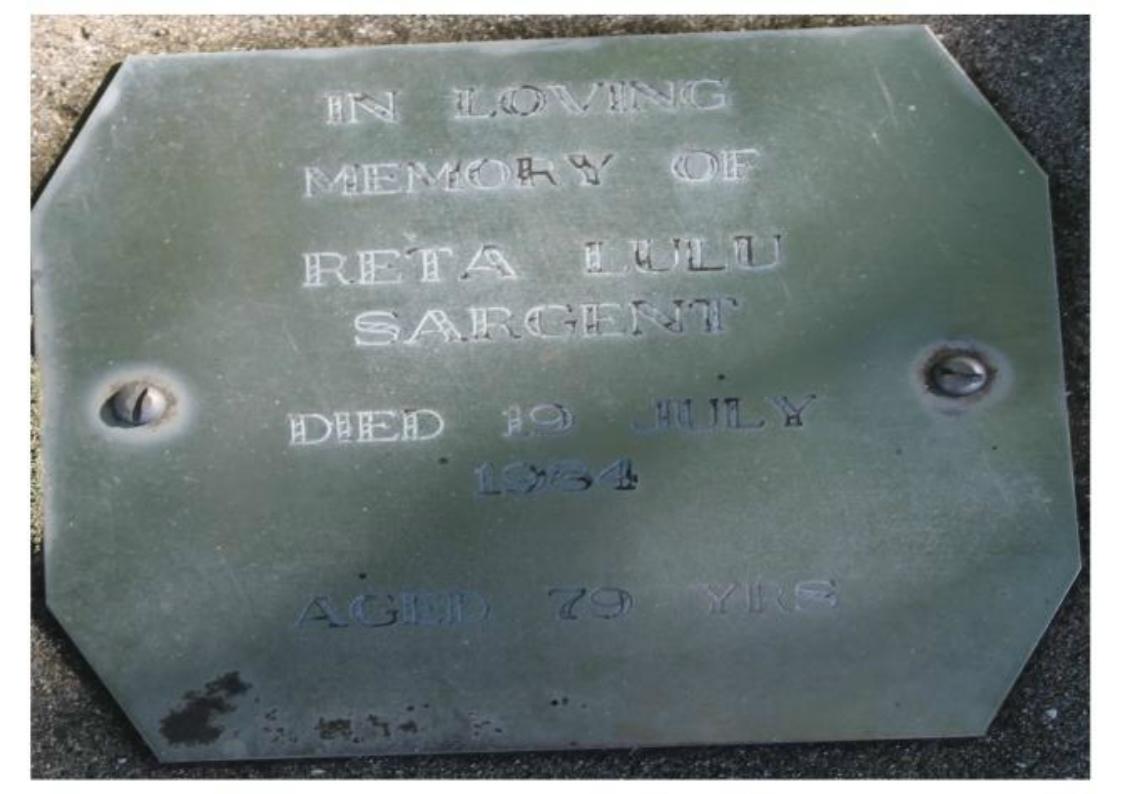 IN LOVING
MEMORY OF
RETA LULU
SARGENT
DIED 19 JULY
1984
AGED 79 YRS